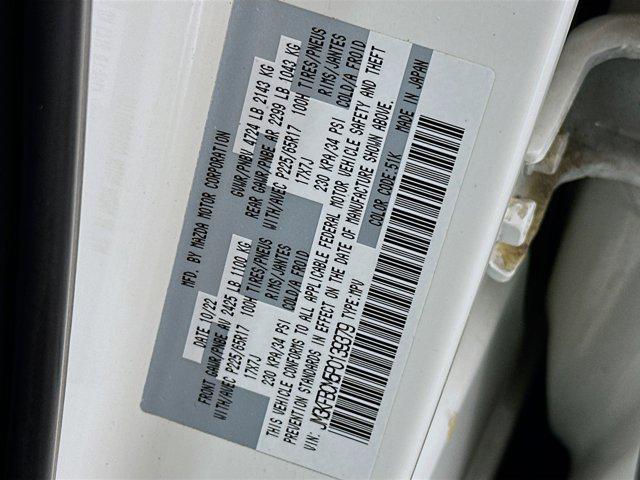 MFD. BY MAZDA MOTOR CORPORATION
DATE 10/22 GVWR/PNBV 4724 LB 2143 KG
FRONT GAWR/PNBE AV 2425 LB 1100 KG REAR GAWR/PNBE AR 2299 LB 1043 KG
WITH/AVEC P225/65R17 100H TIRES/PNEUS WITH/AVEC P225/65R17 100H TIRES/PNEUS
17X7J RIMS/JANTES 17X7J RIMS/JANTES
230 KPA/34 PSI COLD/A FROID 230 KPA/34 PSI COLD/A FROID
THIS VEHICLE CONFORMS TO ALL APPLICABLE FEDERAL MOTOR VEHICLE SAFETY AND THEFT
PREVENTION STANDARDS IN EFFECT ON THE DATE OF MANUFACTURE SHOWN ABOVE.
VIN: JM3KFBCM5P0139379 TYPE:MPV COLOR CODE:51K MADE IN JAPAN